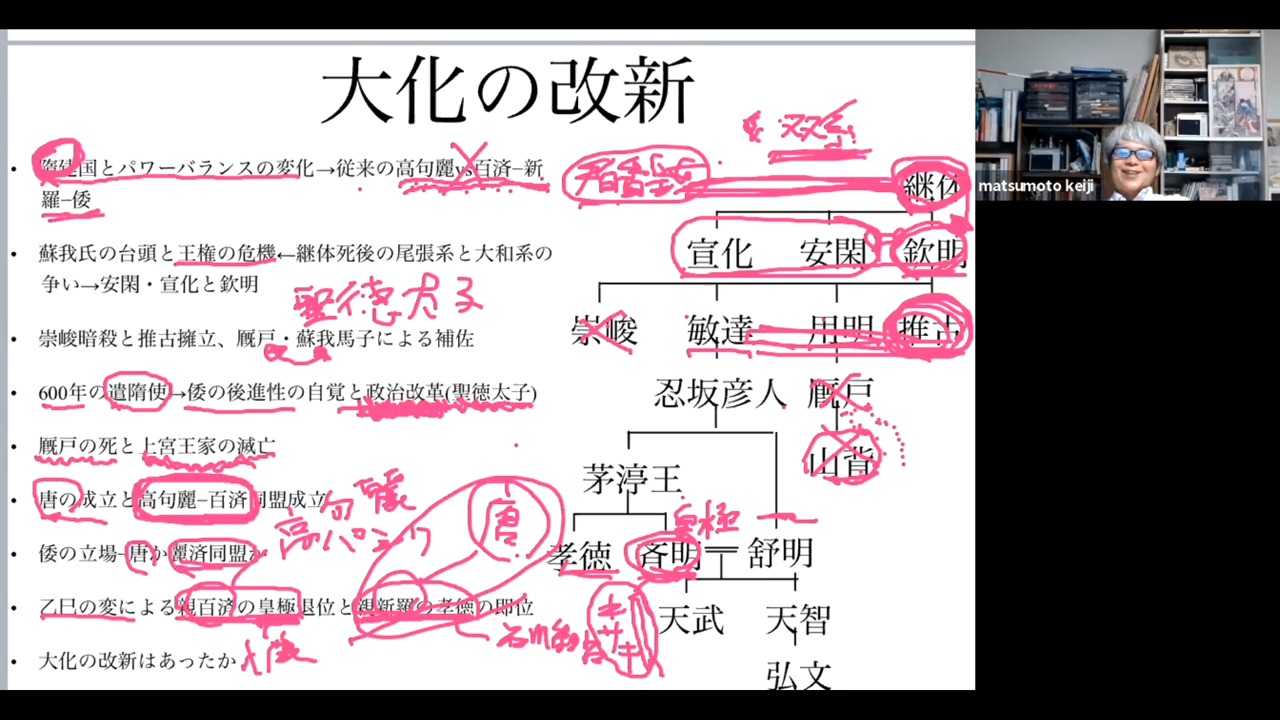 大化の改新
双系
• 隋建国とパワーバランスの変化→従来の高句麗vs百済–新
羅–倭
継体
matsumoto keiji
• 蘇我氏の台頭と王権の危機←継体死後の尾張系と大和系の
争い→安閑・宣化と欽明
宣化 安閑 欽明
聖徳太子
• 崇峻暗殺と推古擁立、厩戸・蘇我馬子による補佐
崇峻 敏達 用明 推古
• 600年の遣隋使→倭の後進性の自覚と政治改革(聖徳太子)
忍坂彦人 厩戸
• 厩戸の死と上宮王家の滅亡
山背
茅渟王
• 唐の成立と高句麗–百済同盟成立
高句麗
唐
皇極
• 倭の立場–唐か麗済同盟か
孝徳 斉明 舒明
• 乙巳の変による親百済の皇極退位と親新羅の孝徳の即位
天武 天智
• 大化の改新はあったか
弘文